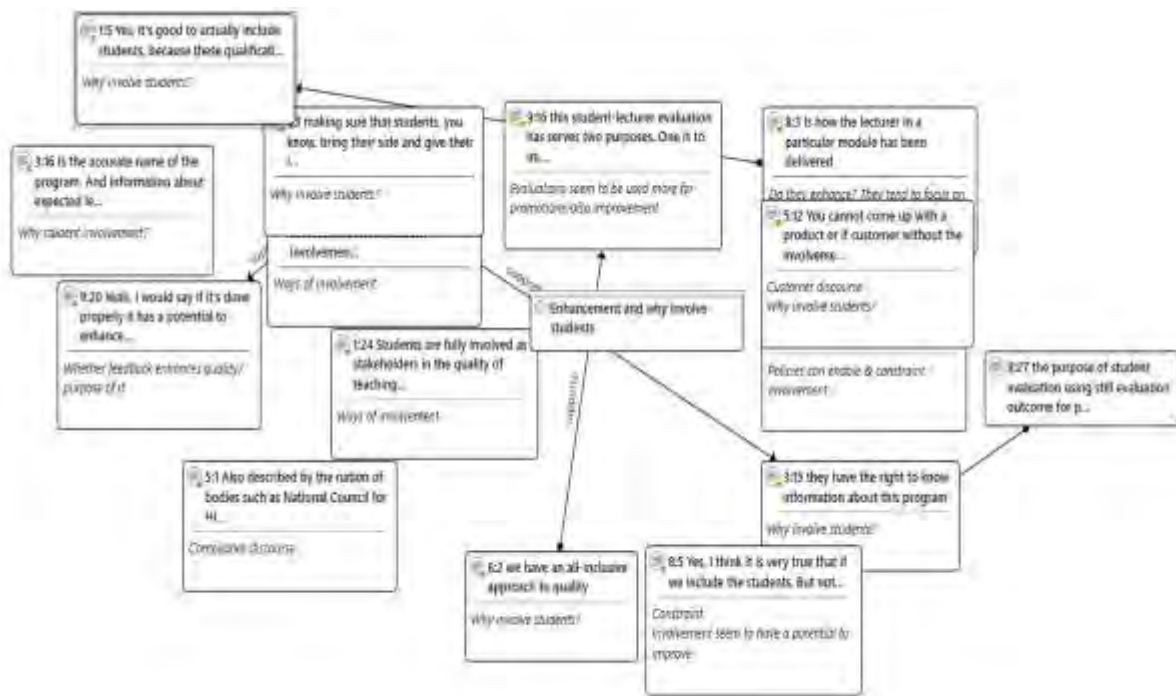 1:5 Yes, it's good to actually include
students, because these qualificati...
Why involve students?
making sure that students, you
know, bring their side and give their
i...
Why involve students?
9:16 this student-lecturer evaluation
has serves two purposes. One it to
Evaluations seem to be used more for
promotions/also improvement
8:3 Is how the lecturer in a
particular module has been
delivered
Do they enhance? They tend to focus on
3:16 Is the accurate name of the
program. And information about
expected le...
Why student involvement?
5:12 You cannot come up with a
product or if customer without the
involveme...
Customer discourse
Why involve students?
involvemen...
Ways of involvement
9:20 Well, I would say if it's done
properly it has a potential to
enhance...
Whether feedback enhances quality/
purpose of it
Enhancement and why involve
students
1:24 Students are fully involved as
stakeholders in the quality of
teaching...
Ways of involvement
Policies can enable & constraint
involvement
8:27 the purpose of student
evaluation using still evaluation
outcome for p...
5:1 Also described by the nation of
bodies such as National Council for
Hi...
discourse
3:15 they have the right to know
information about this program
Why involve students?
6:2 we have an all-inclusive
approach to quality
Why involve students?
8:5 Yes, I think it is very true that if
we include the students. But not...
Constraint
Involvement seem to have a potential to
improve